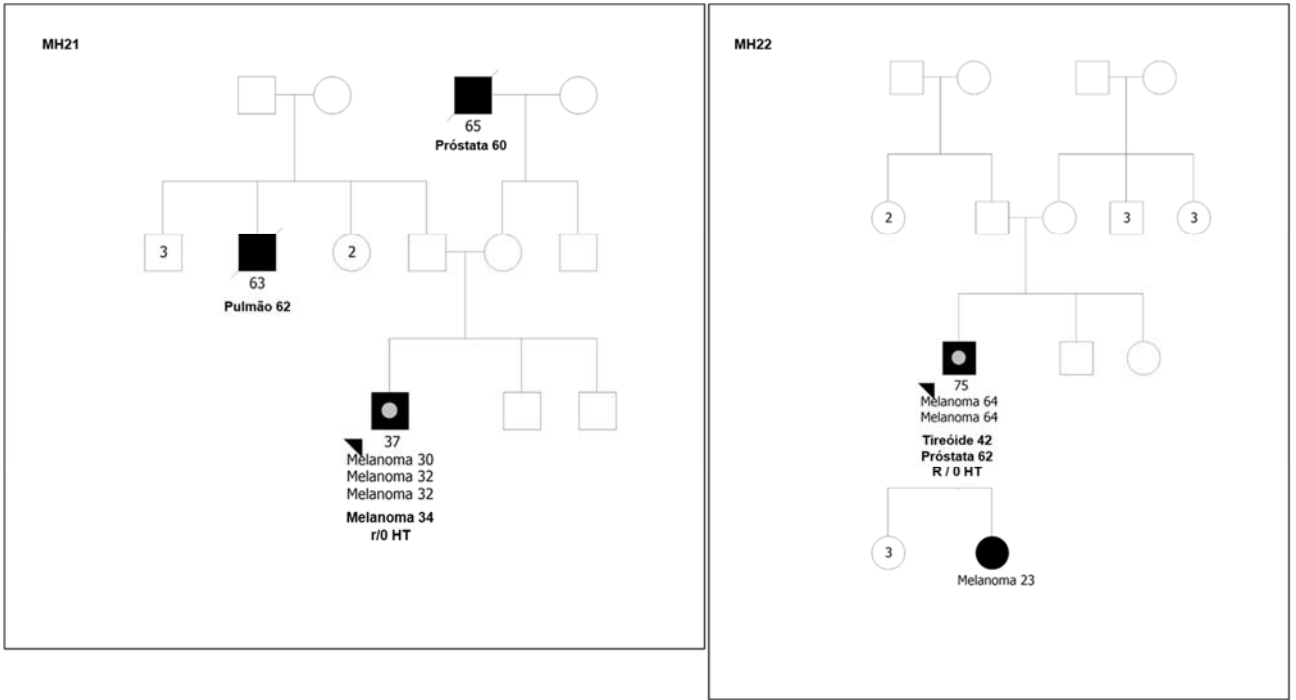 MH21
65
Próstata 60
3
63
2
Pulmão 62
37
Melanoma 30
Melanoma 32
Melanoma 32
Melanoma 34
r/0 HT
MH22
2
3
3
75
Melanoma 64
Melanoma 64
Tireóide 42
Próstata 62
R / 0 HT
3
Melanoma 23